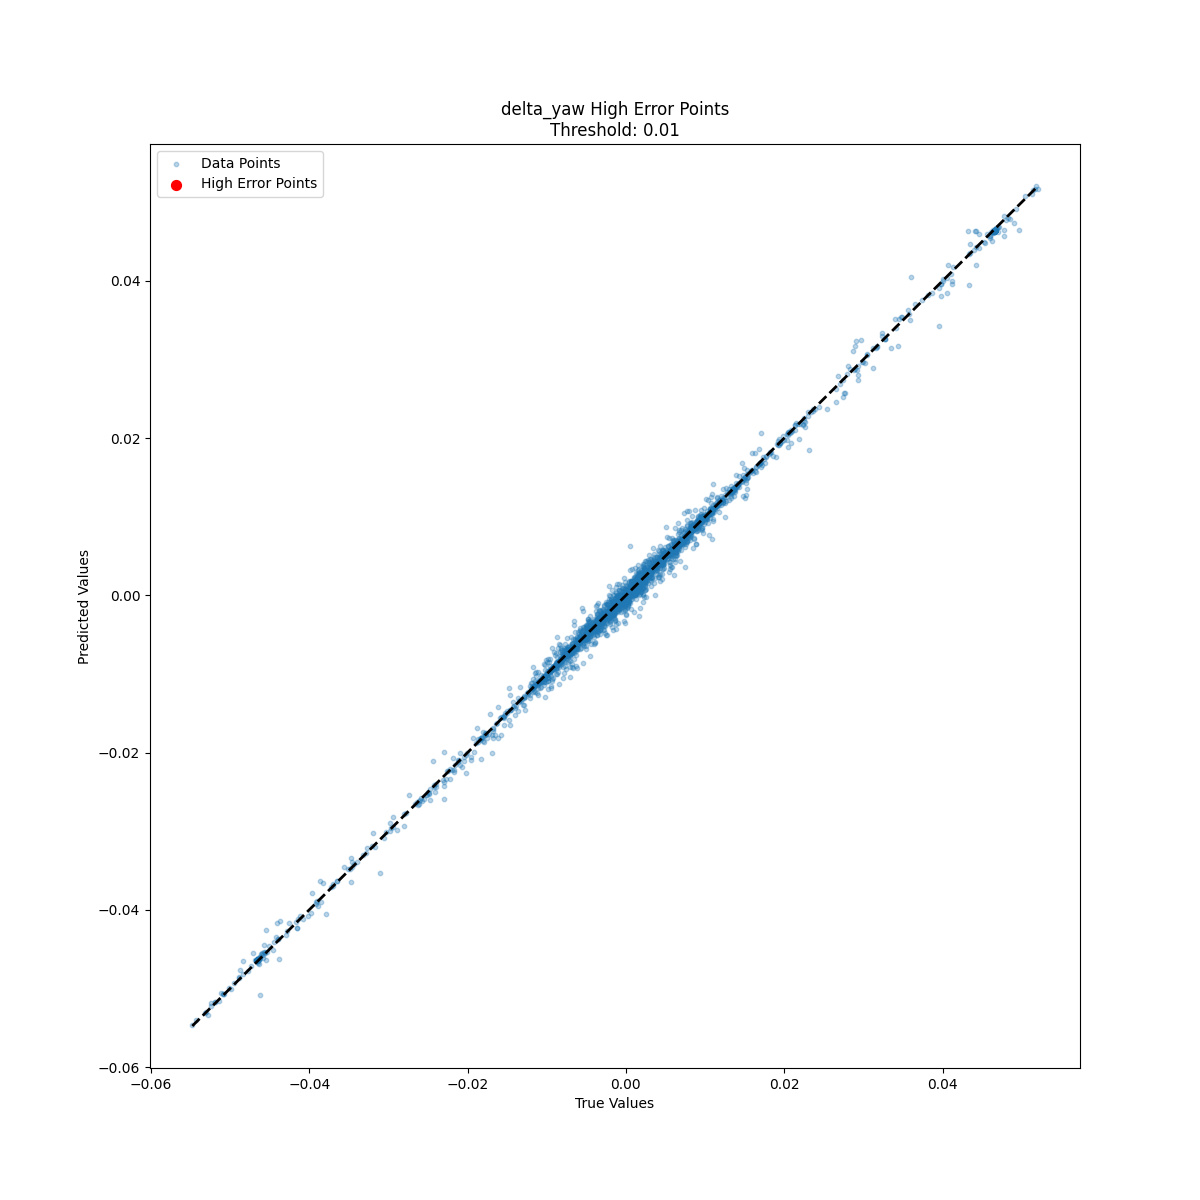 delta_yaw High Error Points
Threshold: 0.01
Data Points
High Error Points
0.04
0.02
0.00
−0.02
−0.04
−0.06
Predicted Values
−0.06
−0.04
−0.02
0.00
0.02
0.04
True Values